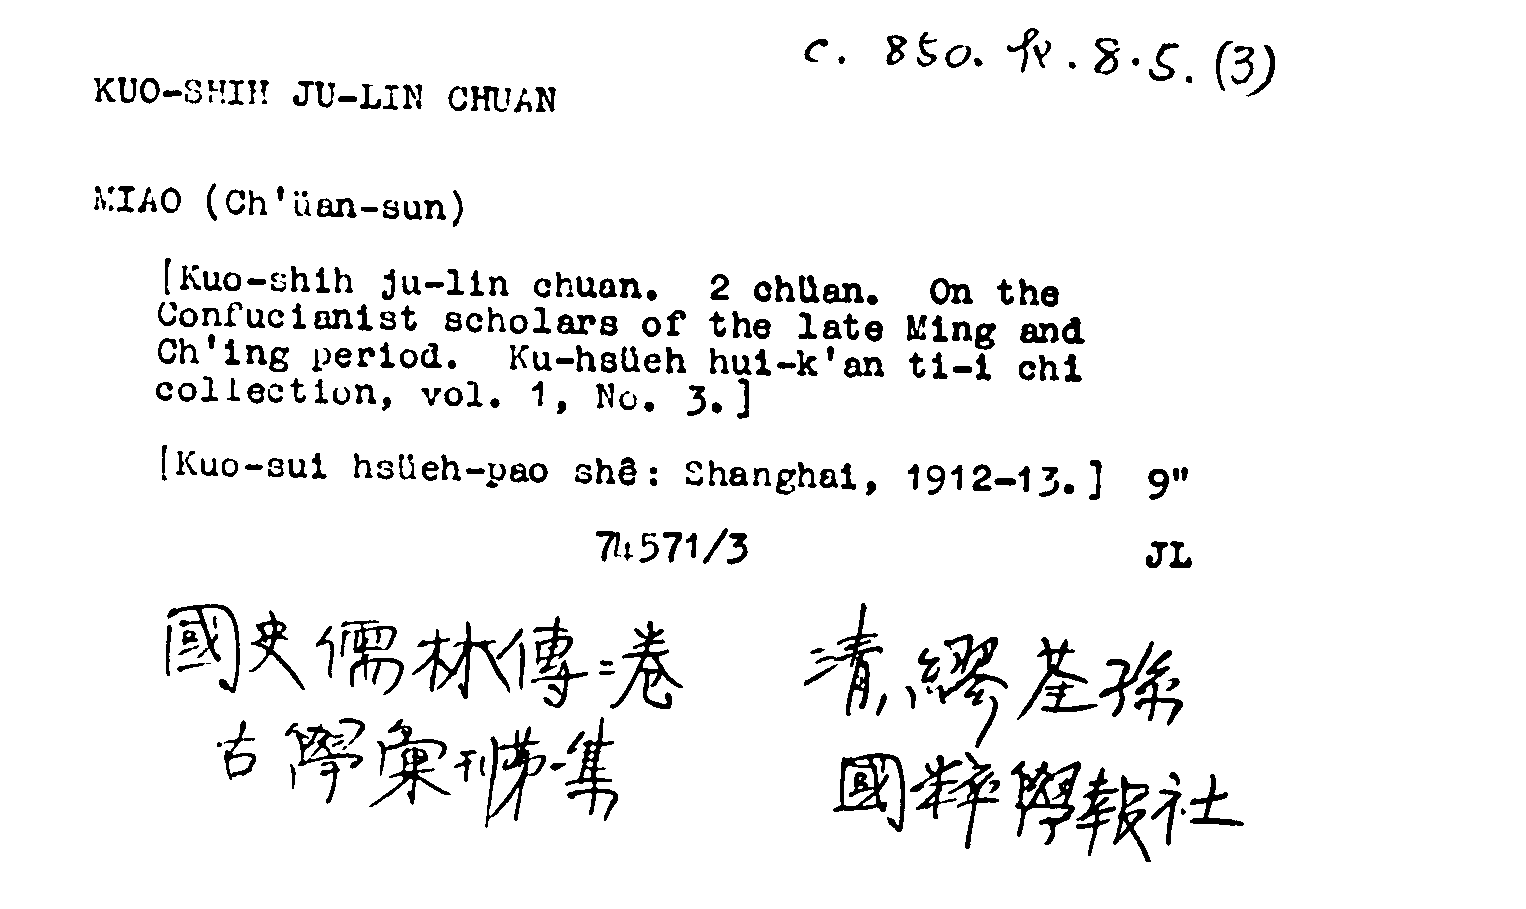 c. 850. fv. 8.5. (3)
KUO-SHIH JU-LIN CHUAN
MIAO (Ch'üan-sun)
[Kuo-shih ju-lin chuan. 2 chüan. On the
Confucianist scholars of the late Ming and
Ch'ing period. Ku-hsüeh hui-k'an ti-i chi
collection, vol. 1, No. 3.]
[Kuo-sui hsüeh-pao shê: Shanghai, 1912-13.] 9"
74571/3 JL
國史儒林傳二卷 清,繆荃孫
古學彙刊第一集 國粹學報社